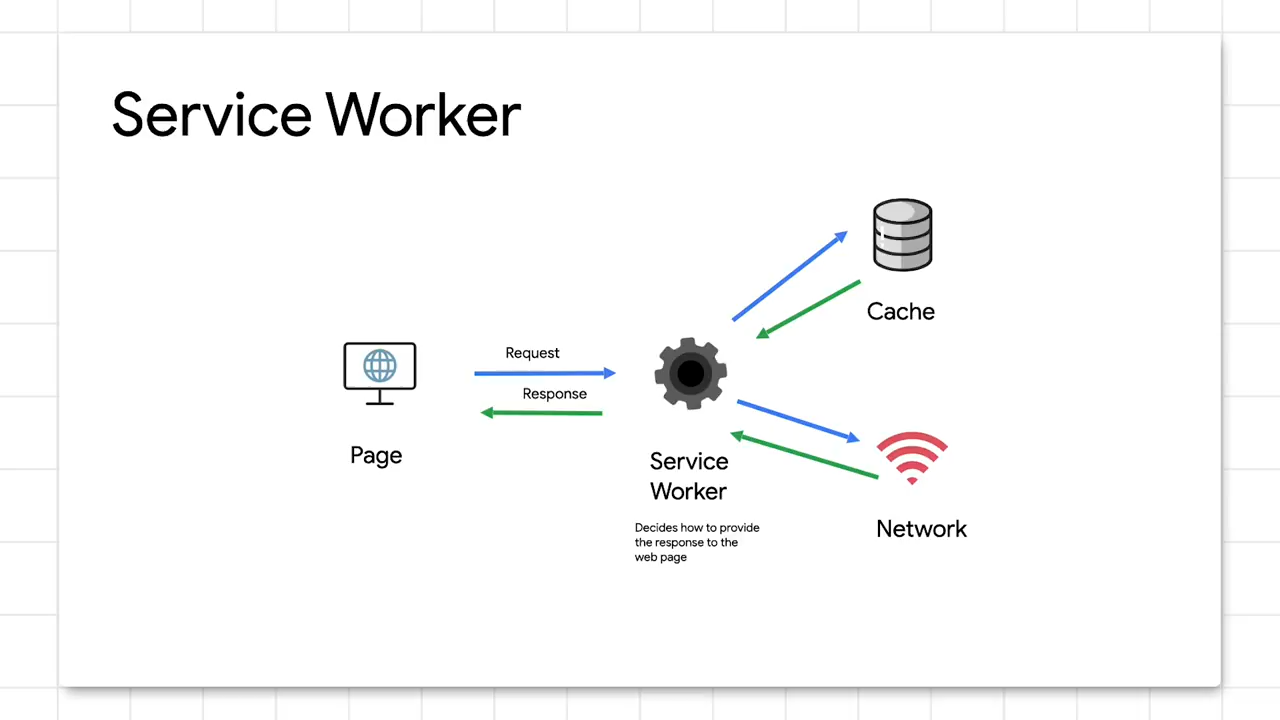 Service Worker
Cache
Request
Response
Page
Service
Worker
Decides how to provide
the response to the
web page
Network